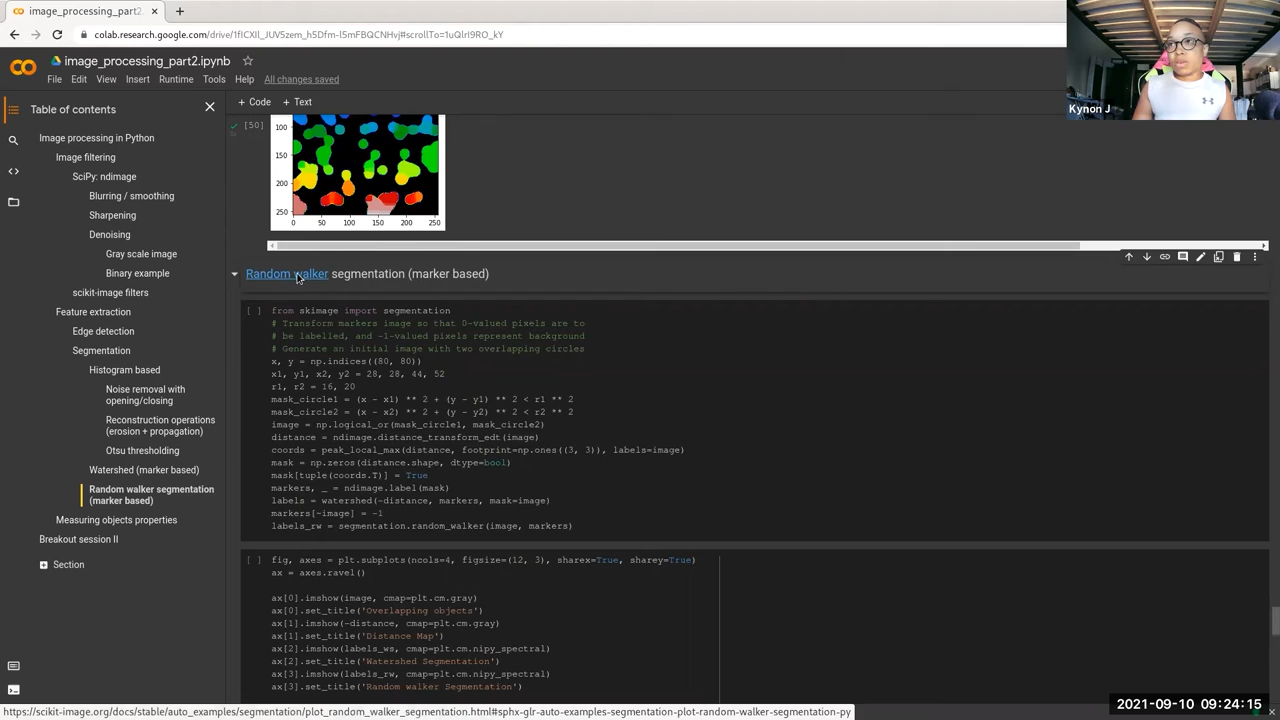 image_processing_part2.
colab.research.google.com/drive/1fICXIl_JUV5zem_h5Dfm-l5mFBQCNHvj#scrollTo=1uQlrI9RO_kY
image_processing_part2.ipynb
File Edit View Insert Runtime Tools Help All changes saved
Kynon J
Table of contents
Image processing in Python
Image filtering
SciPy: ndimage
Blurring / smoothing
Sharpening
Denoising
Gray scale image
Binary example
scikit-image filters
Feature extraction
Edge detection
Segmentation
Histogram based
Noise removal with
opening/closing
Reconstruction operations
(erosion + propagation)
Otsu thresholding
Watershed (marker based)
Random walker segmentation
(marker based)
Measuring objects properties
Breakout session II
Section
+ Code + Text
[50]
100
150
200
250
0 50 100 150 200 250
Random walker segmentation (marker based)
[ ] from skimage import segmentation
# Transform markers image so that 0-valued pixels are to
# be labelled, and -1-valued pixels represent background
# Generate an initial image with two overlapping circles
x, y = np.indices((80, 80))
x1, y1, x2, y2 = 28, 28, 44, 52
r1, r2 = 16, 20
mask_circle1 = (x - x1) ** 2 + (y - y1) ** 2 < r1 ** 2
mask_circle2 = (x - x2) ** 2 + (y - y2) ** 2 < r2 ** 2
image = np.logical_or(mask_circle1, mask_circle2)
distance = ndimage.distance_transform_edt(image)
coords = peak_local_max(distance, footprint=np.ones((3, 3)), labels=image)
mask = np.zeros(distance.shape, dtype=bool)
mask[tuple(coords.T)] = True
markers, _ = ndimage.label(mask)
labels = watershed(-distance, markers, mask=image)
markers[~image] = -1
labels_rw = segmentation.random_walker(image, markers)
[ ] fig, axes = plt.subplots(ncols=4, figsize=(12, 3), sharex=True, sharey=True)
ax = axes.ravel()
ax[0].imshow(image, cmap=plt.cm.gray)
ax[0].set_title('Overlapping objects')
ax[1].imshow(-distance, cmap=plt.cm.gray)
ax[1].set_title('Distance Map')
ax[2].imshow(labels_ws, cmap=plt.cm.nipy_spectral)
ax[2].set_title('Watershed Segmentation')
ax[3].imshow(labels_rw, cmap=plt.cm.nipy_spectral)
ax[3].set_title('Random walker Segmentation')
https://scikit-image.org/docs/stable/auto_examples/segmentation/plot_random_walker_segmentation.html#sphx-glr-auto-examples-segmentation-plot-random-walker-segmentation-py
2021-09-10 09:24:15